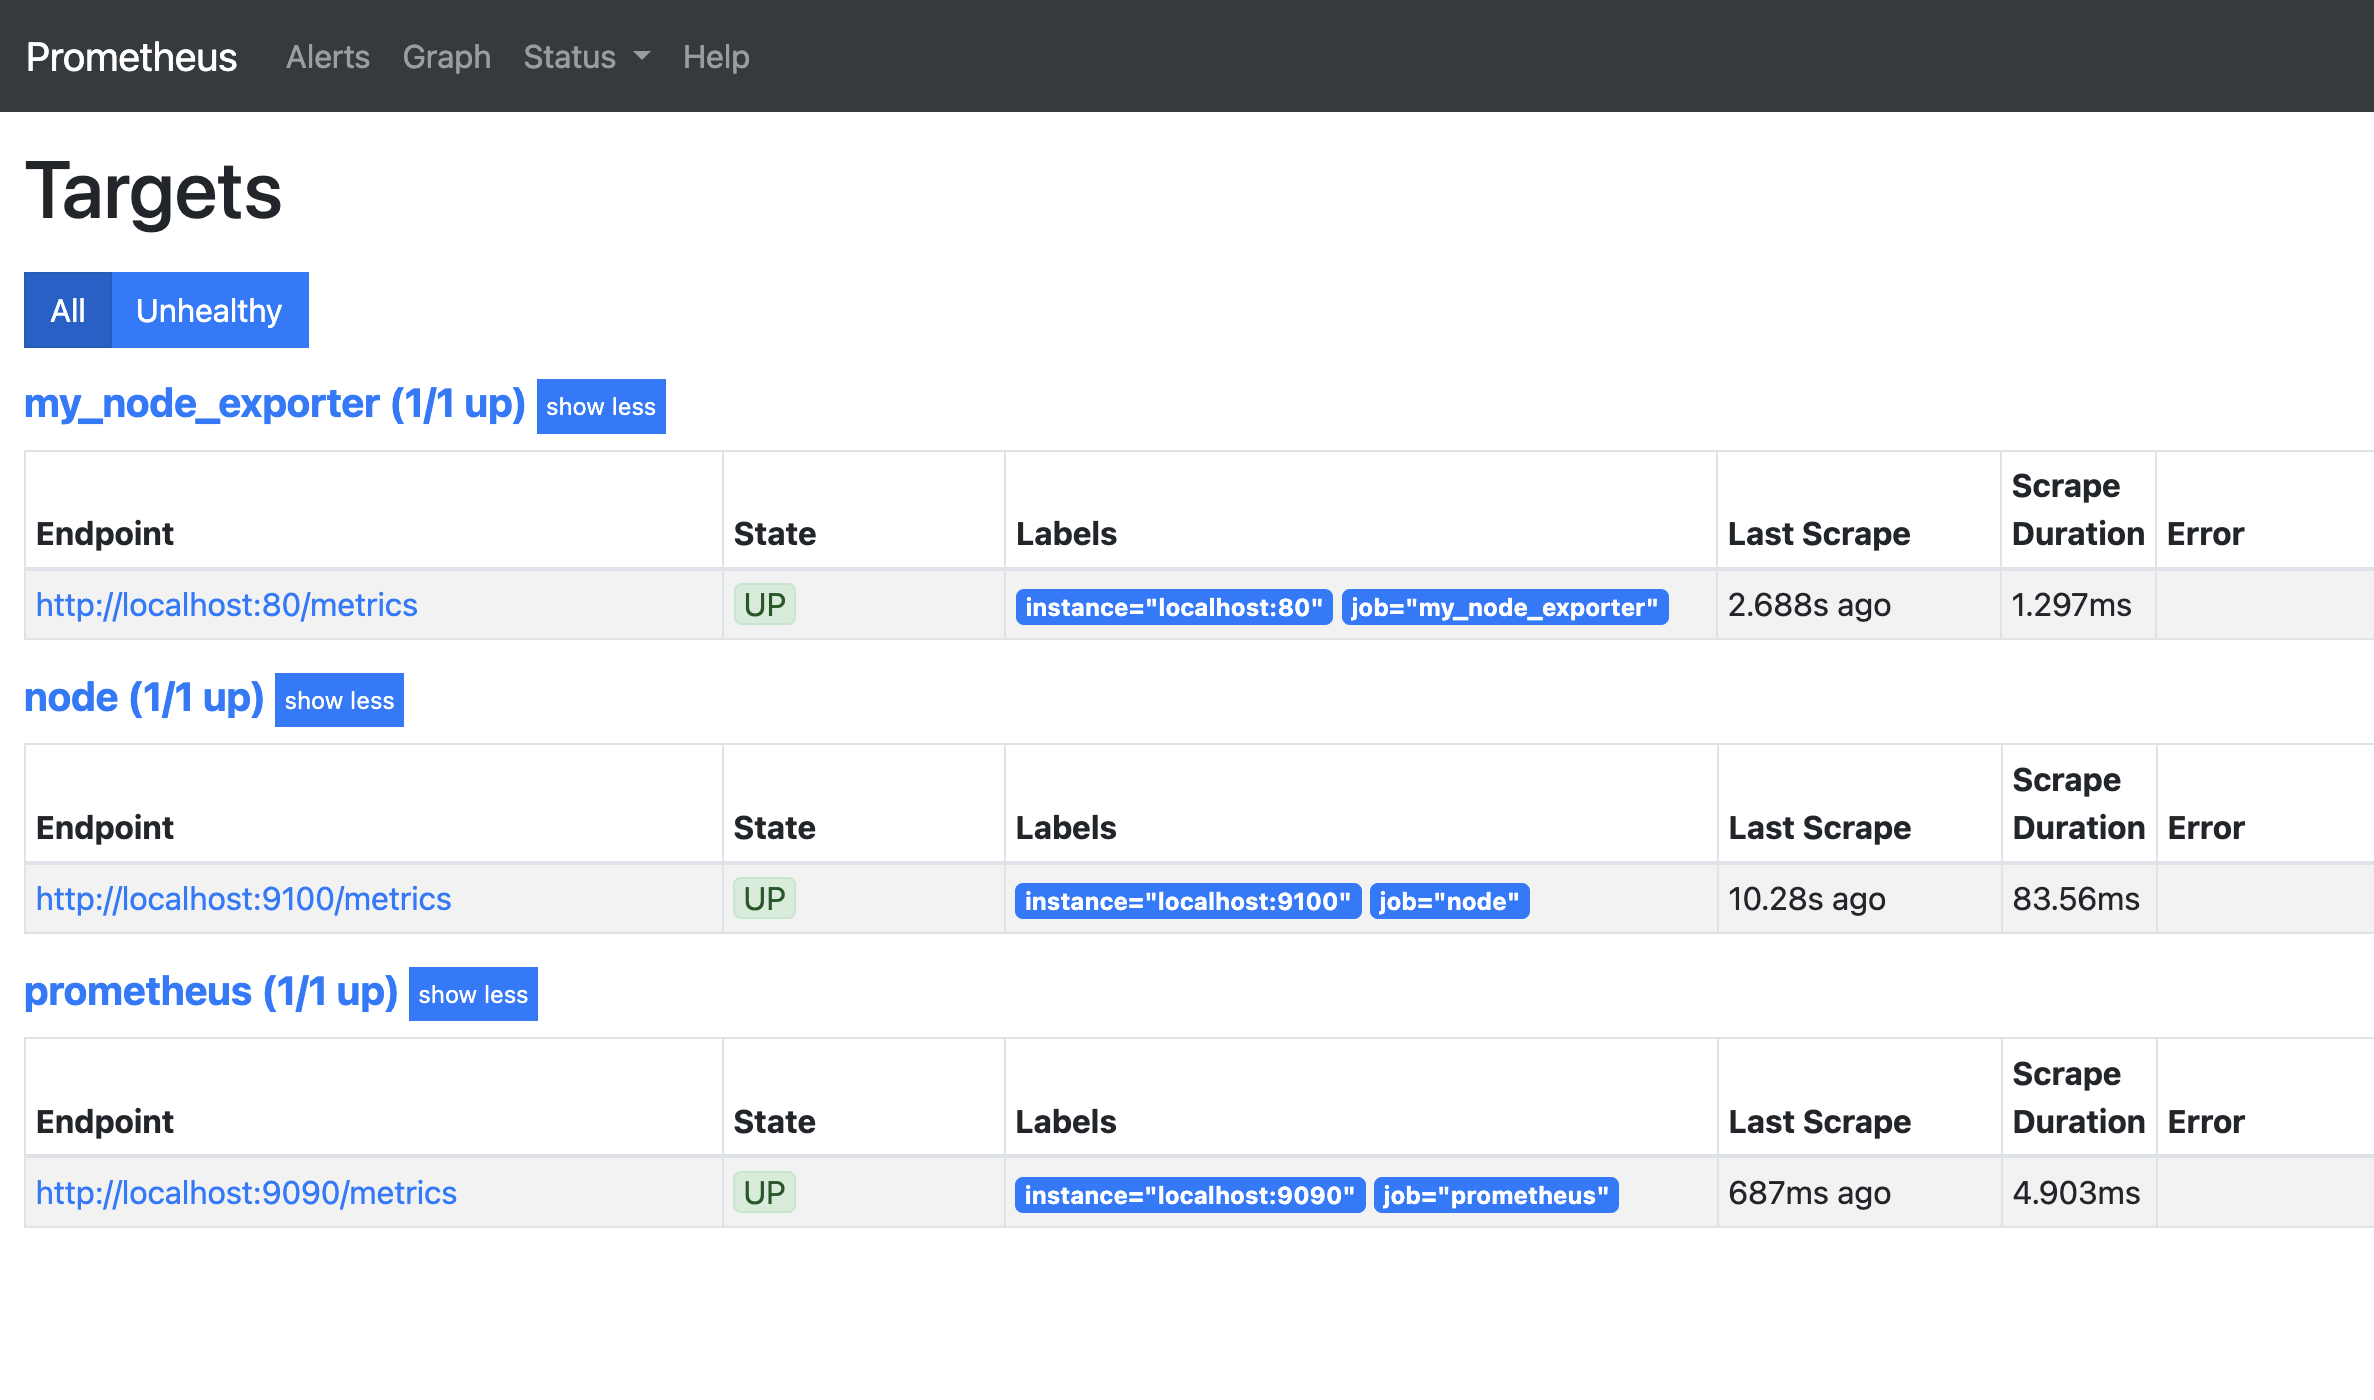 Prometheus Alerts Graph Status Help
Targets
All Unhealthy
my_node_exporter (1/1 up) show less
Endpoint State Labels Last Scrape Scrape Duration Error
http://localhost:80/metrics UP instance="localhost:80" job="my_node_exporter" 2.688s ago 1.297ms
node (1/1 up) show less
Endpoint State Labels Last Scrape Scrape Duration Error
http://localhost:9100/metrics UP instance="localhost:9100" job="node" 10.28s ago 83.56ms
prometheus (1/1 up) show less
Endpoint State Labels Last Scrape Scrape Duration Error
http://localhost:9090/metrics UP instance="localhost:9090" job="prometheus" 687ms ago 4.903ms